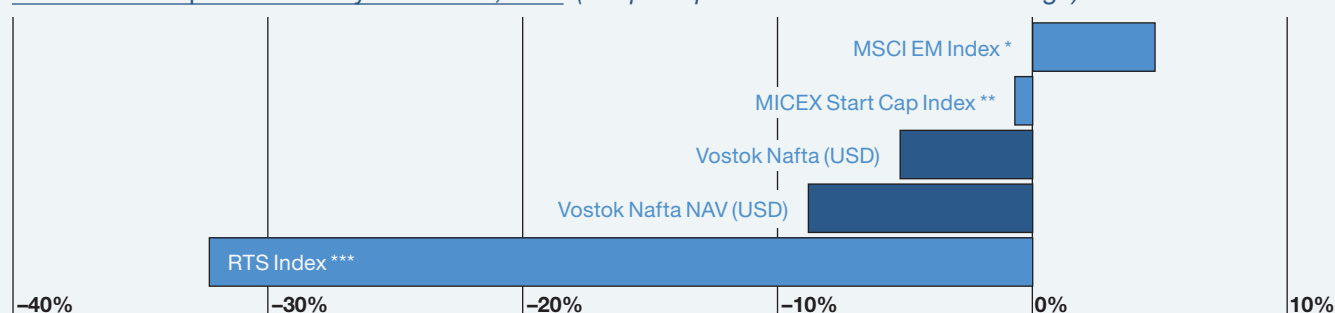 MSCI EM Index *
MICEX Start Cap Index **
Vostok Nafta (USD)
Vostok Nafta NAV (USD)
RTS Index ***
–40% –30% –20% –10% 0% 10%